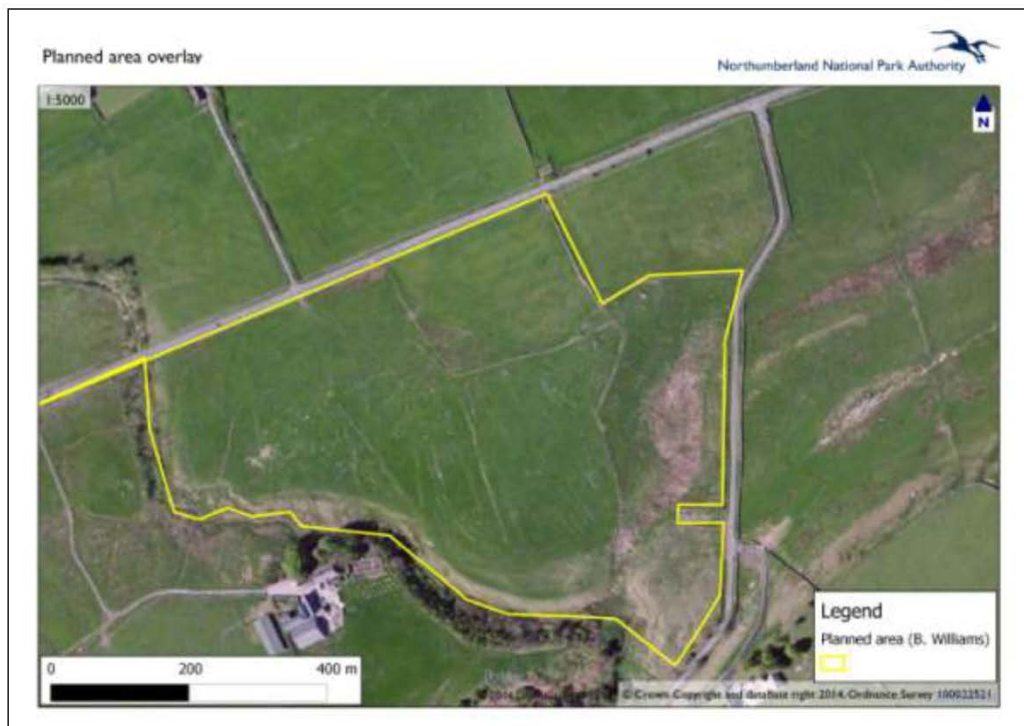 Planned area overlay
Northumberland National Park Authority
1:5000
N
Legend
Planned area (B. Williams)
0 200 400 m
© Crown Copyright and database right 2014. Ordnance Survey 100022521